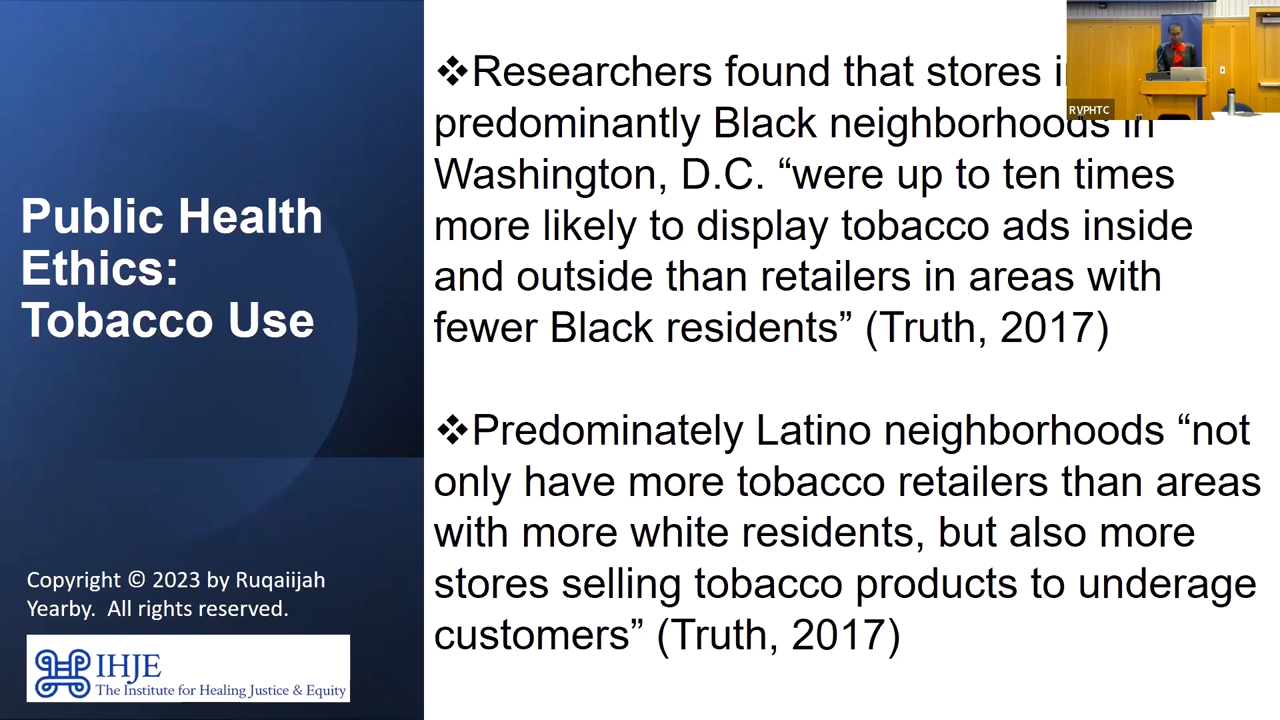 Public Health
Ethics:
Tobacco Use
Copyright © 2023 by Ruqaiijah
Yearby.  All rights reserved.
IHJE
The Institute for Healing Justice & Equity
❖Researchers found that stores
predominantly Black neighborhoods in
Washington, D.C. “were up to ten times
more likely to display tobacco ads inside
and outside than retailers in areas with
fewer Black residents” (Truth, 2017)
❖Predominately Latino neighborhoods “not
only have more tobacco retailers than areas
with more white residents, but also more
stores selling tobacco products to underage
customers” (Truth, 2017)
RVPHTC